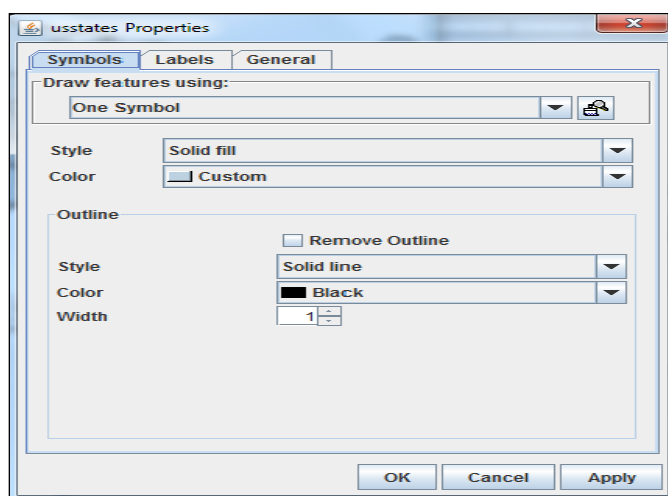 usstates Properties
Symbols Labels General
Draw features using:
One Symbol
Style Solid fill
Color Custom
Outline
Remove Outline
Style Solid line
Color Black
Width 1
OK Cancel Apply